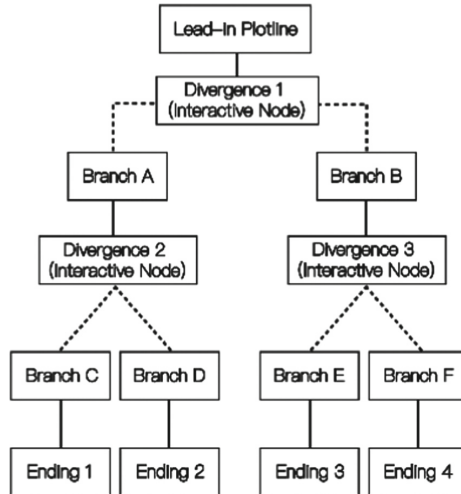 Lead-in Plotline
Divergence 1
(Interactive Node)
Branch A
Branch B
Divergence 2
(Interactive Node)
Divergence 3
(Interactive Node)
Branch C
Branch D
Branch E
Branch F
Ending 1
Ending 2
Ending 3
Ending 4